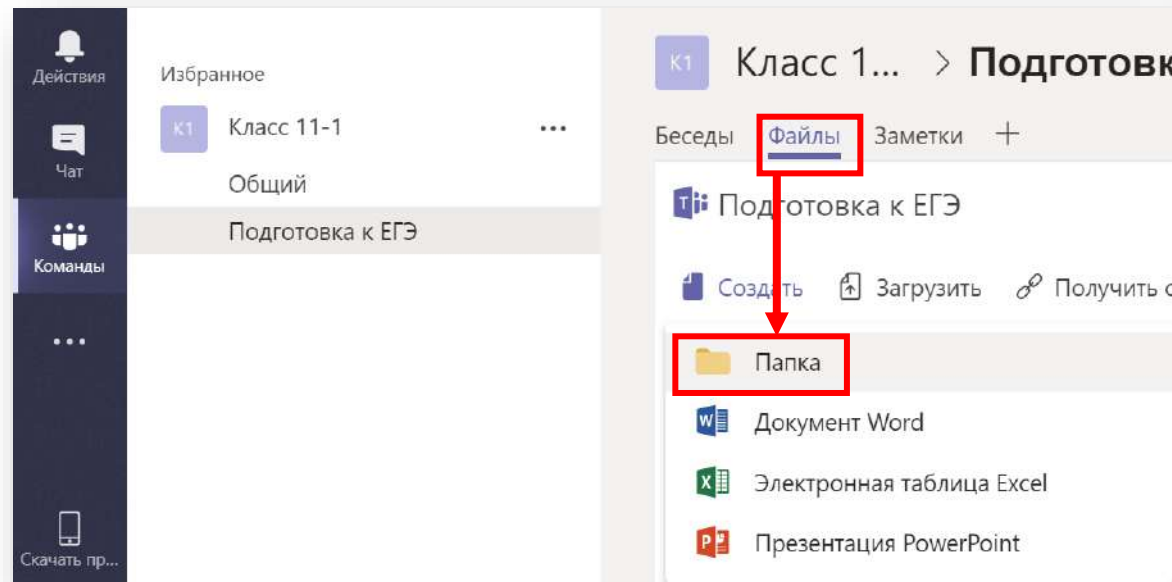 Действия
Чат
Команды
Скачать пр...
Избранное
К1 Класс 11-1
Общий
Подготовка к ЕГЭ
К1 Класс 1... > Подготовк
Беседы Файлы Заметки +
Подготовка к ЕГЭ
Создать Загрузить Получить с
Папка
Документ Word
Электронная таблица Excel
Презентация PowerPoint